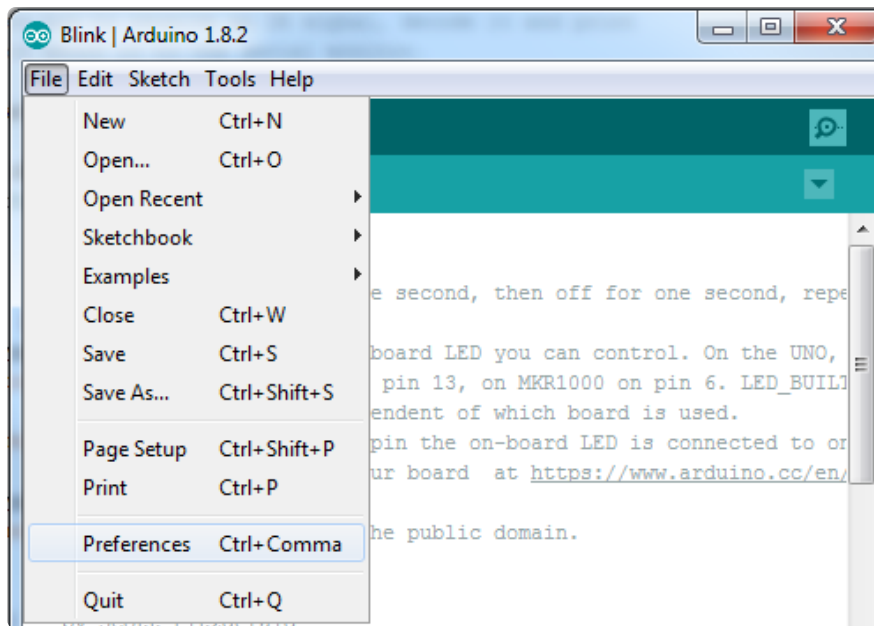 Blink | Arduino 1.8.2
File Edit Sketch Tools Help
New Ctrl+N
Open... Ctrl+O
Open Recent
Sketchbook
Examples
Close Ctrl+W
Save Ctrl+S
Save As... Ctrl+Shift+S
Page Setup Ctrl+Shift+P
Print Ctrl+P
Preferences Ctrl+Comma
Quit Ctrl+Q
e second, then off for one second, repe
board LED you can control. On the UNO,
pin 13, on MKR1000 on pin 6. LED_BUILT
endent of which board is used.
pin the on-board LED is connected to on
ur board at https://www.arduino.cc/en/
he public domain.